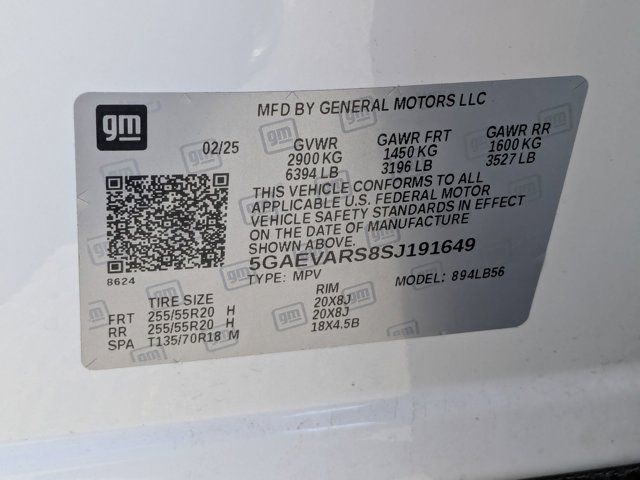 gm
MFD BY GENERAL MOTORS LLC
02/25
GVWR
2900 KG
6394 LB
GAWR FRT
1450 KG
3196 LB
GAWR RR
1600 KG
3527 LB
THIS VEHICLE CONFORMS TO ALL
APPLICABLE U.S. FEDERAL MOTOR
VEHICLE SAFETY STANDARDS IN EFFECT
ON THE DATE OF MANUFACTURE
SHOWN ABOVE.
5GAEVARS8SJ191649
8624
TYPE: MPV
MODEL: 894LB56
TIRE SIZE
RIM
FRT 255/55R20 H 20X8J
RR 255/55R20 H 20X8J
SPA T135/70R18 M 18X4.5B